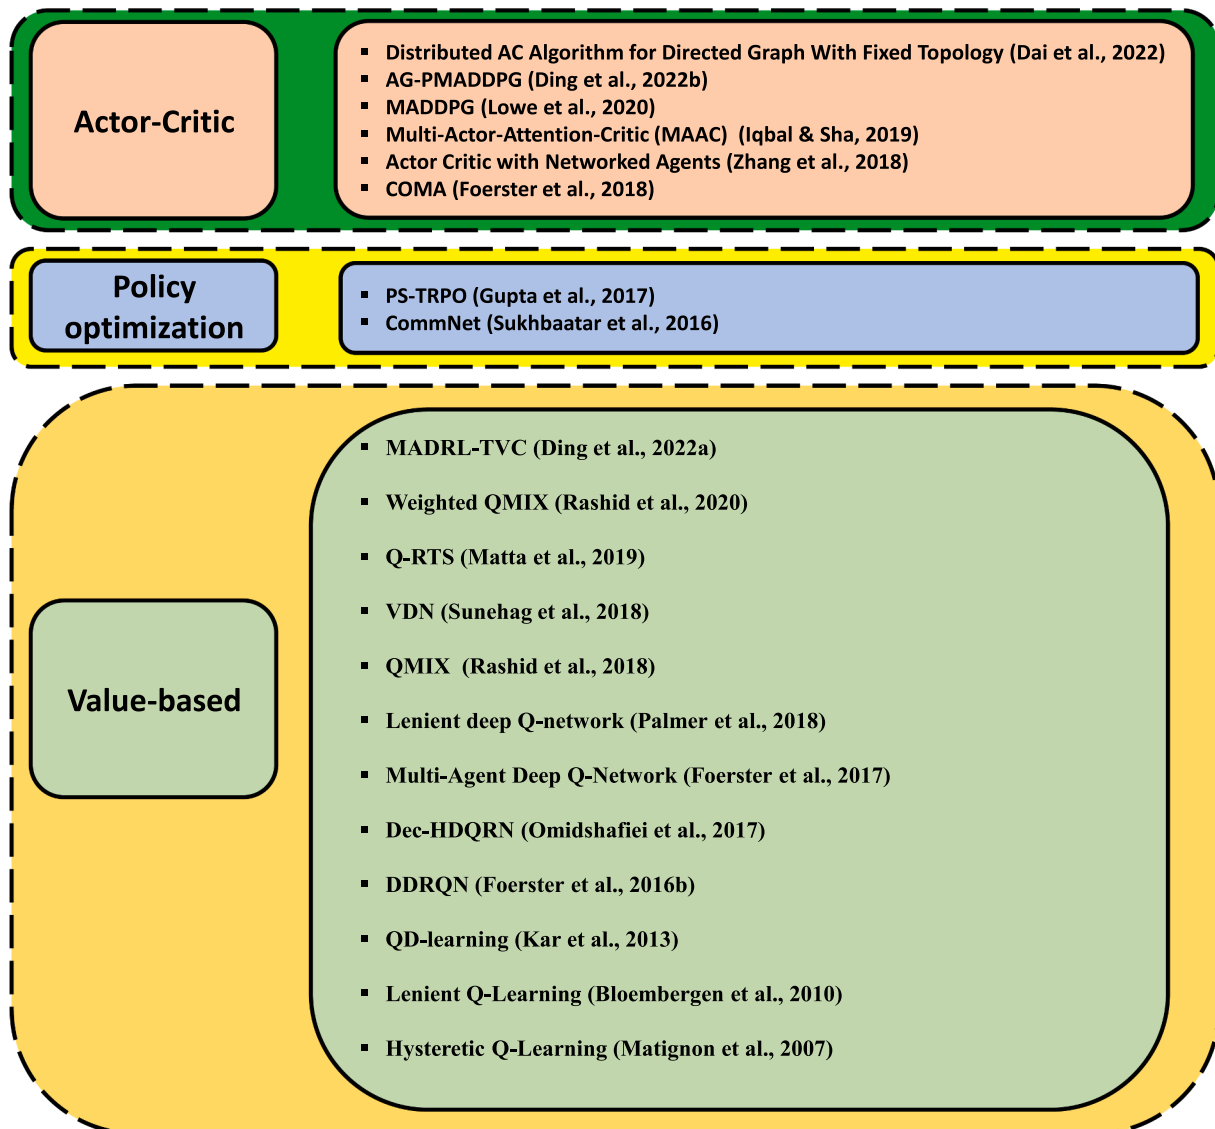 Actor-Critic
▪ Distributed AC Algorithm for Directed Graph With Fixed Topology (Dai et al., 2022)
▪ AG-PMADDPG (Ding et al., 2022b)
▪ MADDPG (Lowe et al., 2020)
▪ Multi-Actor-Attention-Critic (MAAC)  (Iqbal & Sha, 2019)
▪ Actor Critic with Networked Agents (Zhang et al., 2018)
▪ COMA (Foerster et al., 2018)
Policy
optimization
▪ PS-TRPO (Gupta et al., 2017)
▪ CommNet (Sukhbaatar et al., 2016)
Value-based
▪ MADRL-TVC (Ding et al., 2022a)
▪ Weighted QMIX (Rashid et al., 2020)
▪ Q-RTS (Matta et al., 2019)
▪ VDN (Sunehag et al., 2018)
▪ QMIX  (Rashid et al., 2018)
▪ Lenient deep Q-network (Palmer et al., 2018)
▪ Multi-Agent Deep Q-Network (Foerster et al., 2017)
▪ Dec-HDQRN (Omidshafiei et al., 2017)
▪ DDRQN (Foerster et al., 2016b)
▪ QD-learning (Kar et al., 2013)
▪ Lenient Q-Learning (Bloembergen et al., 2010)
▪ Hysteretic Q-Learning (Matignon et al., 2007)